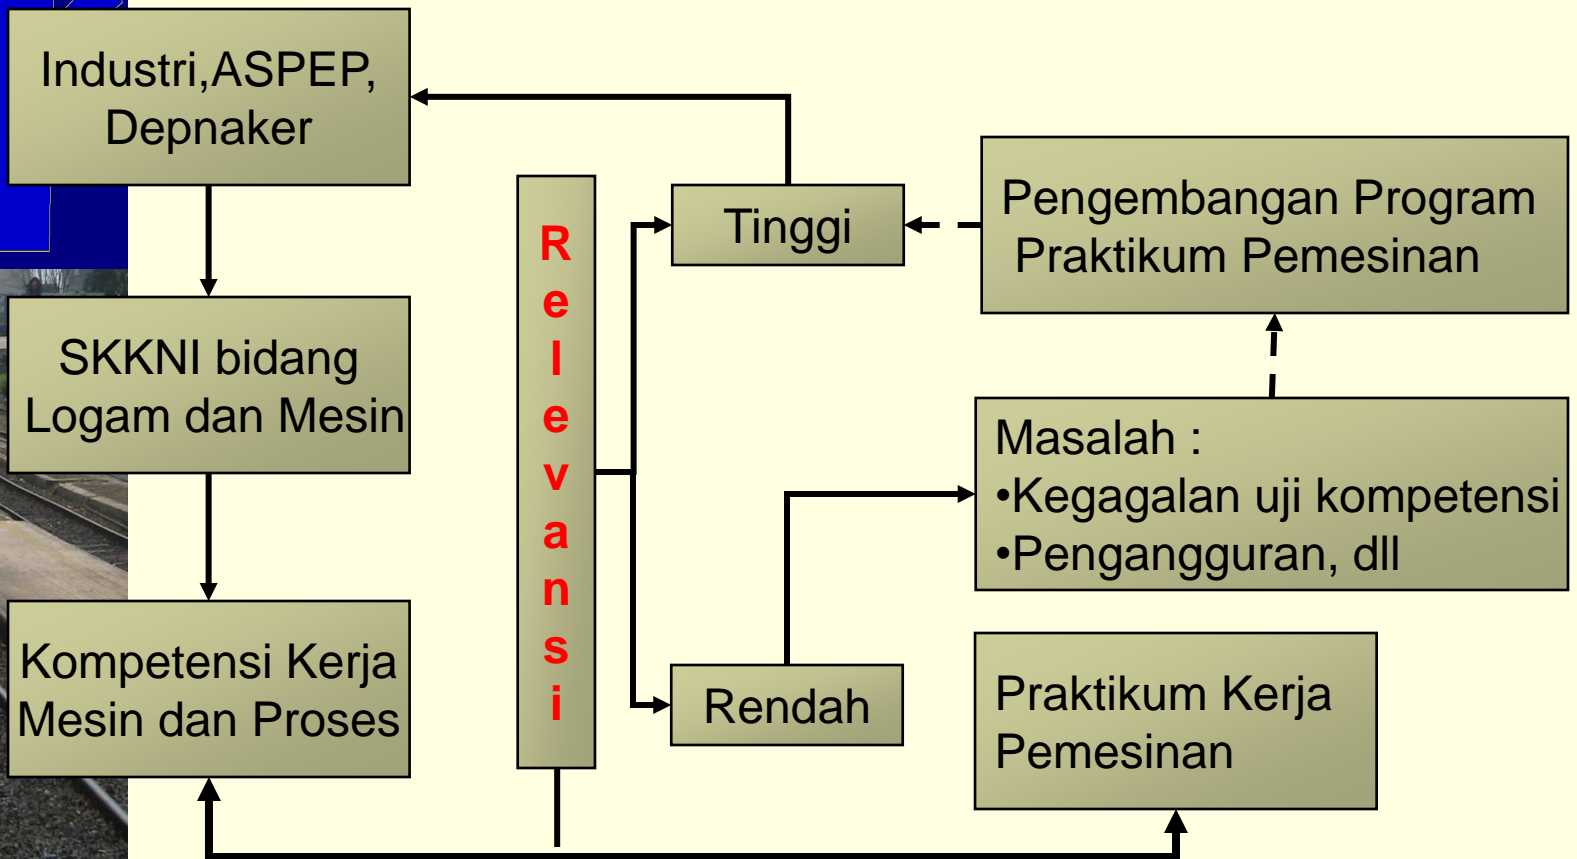 Industri,ASPEP,
Depnaker
SKKNI bidang
Logam dan Mesin
Kompetensi Kerja
Mesin dan Proses
R
e
l
e
v
a
n
s
i
Tinggi
Rendah
Pengembangan Program
Praktikum Pemesinan
Masalah :
•Kegagalan uji kompetensi
•Pengangguran, dll
Praktikum Kerja
Pemesinan